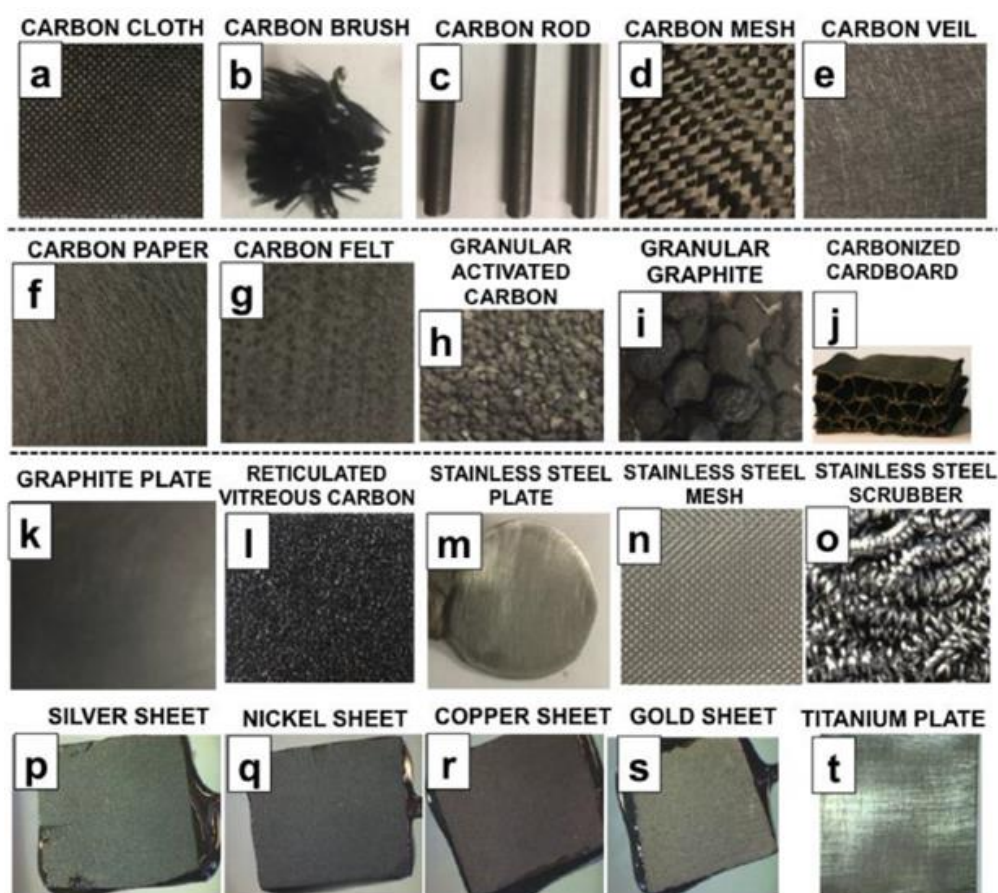 CARBON CLOTH
CARBON BRUSH
CARBON ROD
CARBON MESH
CARBON VEIL
a
b
c
d
e
CARBON PAPER
CARBON FELT
GRANULAR
ACTIVATED
CARBON
GRANULAR
GRAPHITE
CARBONIZED
CARDBOARD
f
g
h
i
j
GRAPHITE PLATE
RETICULATED
VITREOUS CARBON
STAINLESS STEEL
PLATE
STAINLESS STEEL
MESH
STAINLESS STEEL
SCRUBBER
k
l
m
n
o
SILVER SHEET
NICKEL SHEET
COPPER SHEET
GOLD SHEET
TITANIUM PLATE
p
q
r
s
t